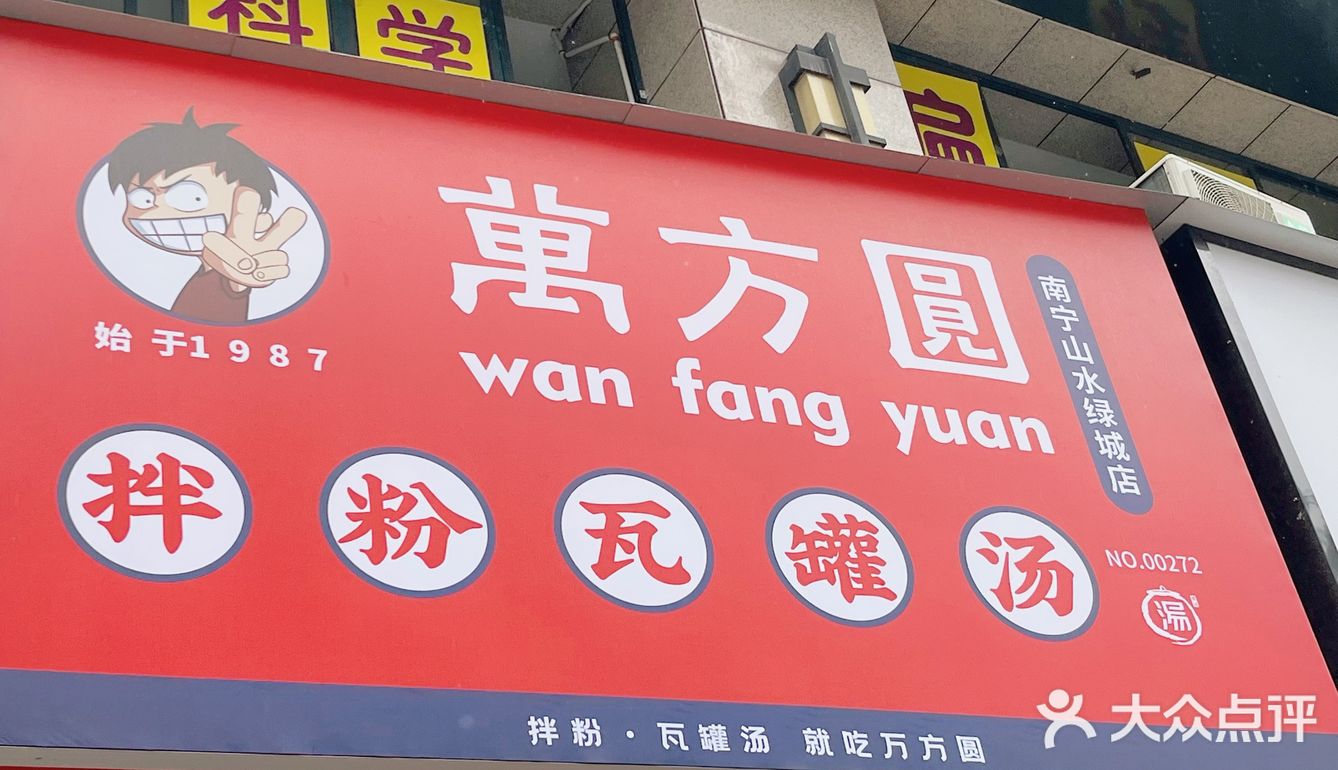 科学
扁
萬方圓
wan fang yuan
南宁山水绿城店
始于1987
拌粉瓦罐汤
NO.00272
拌粉·瓦罐汤 就吃万方圆
大众点评